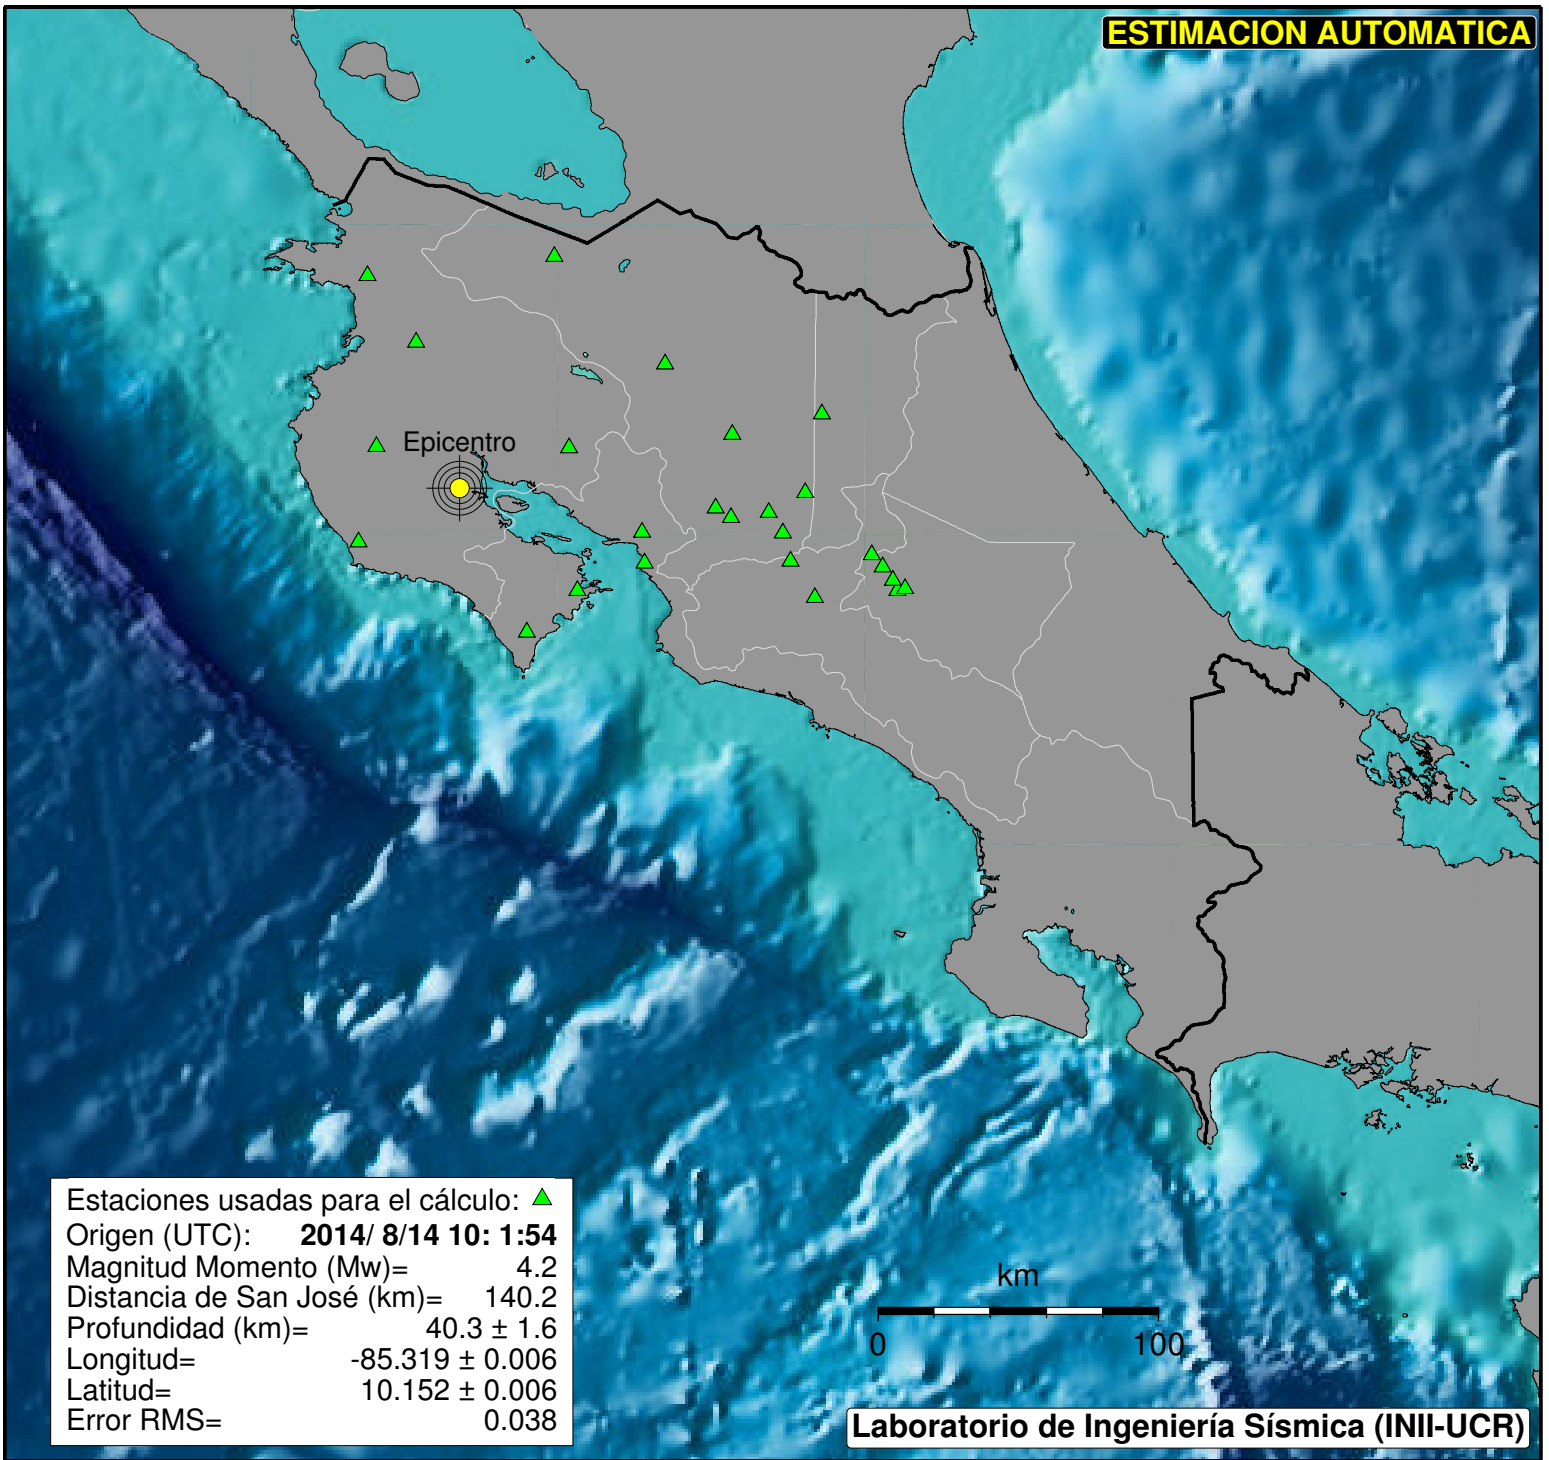 ESTIMACION AUTOMATICA
Epicentro
Estaciones usadas para el cálculo:
Origen (UTC): 2014/ 8/14 10: 1:54
Magnitud Momento (Mw)= 4.2
Distancia de San José (km)= 140.2
Profundidad (km)= 40.3 ± 1.6
Longitud= -85.319 ± 0.006
Latitud= 10.152 ± 0.006
Error RMS= 0.038
km
0 100
Laboratorio de Ingeniería Sísmica (INII-UCR)